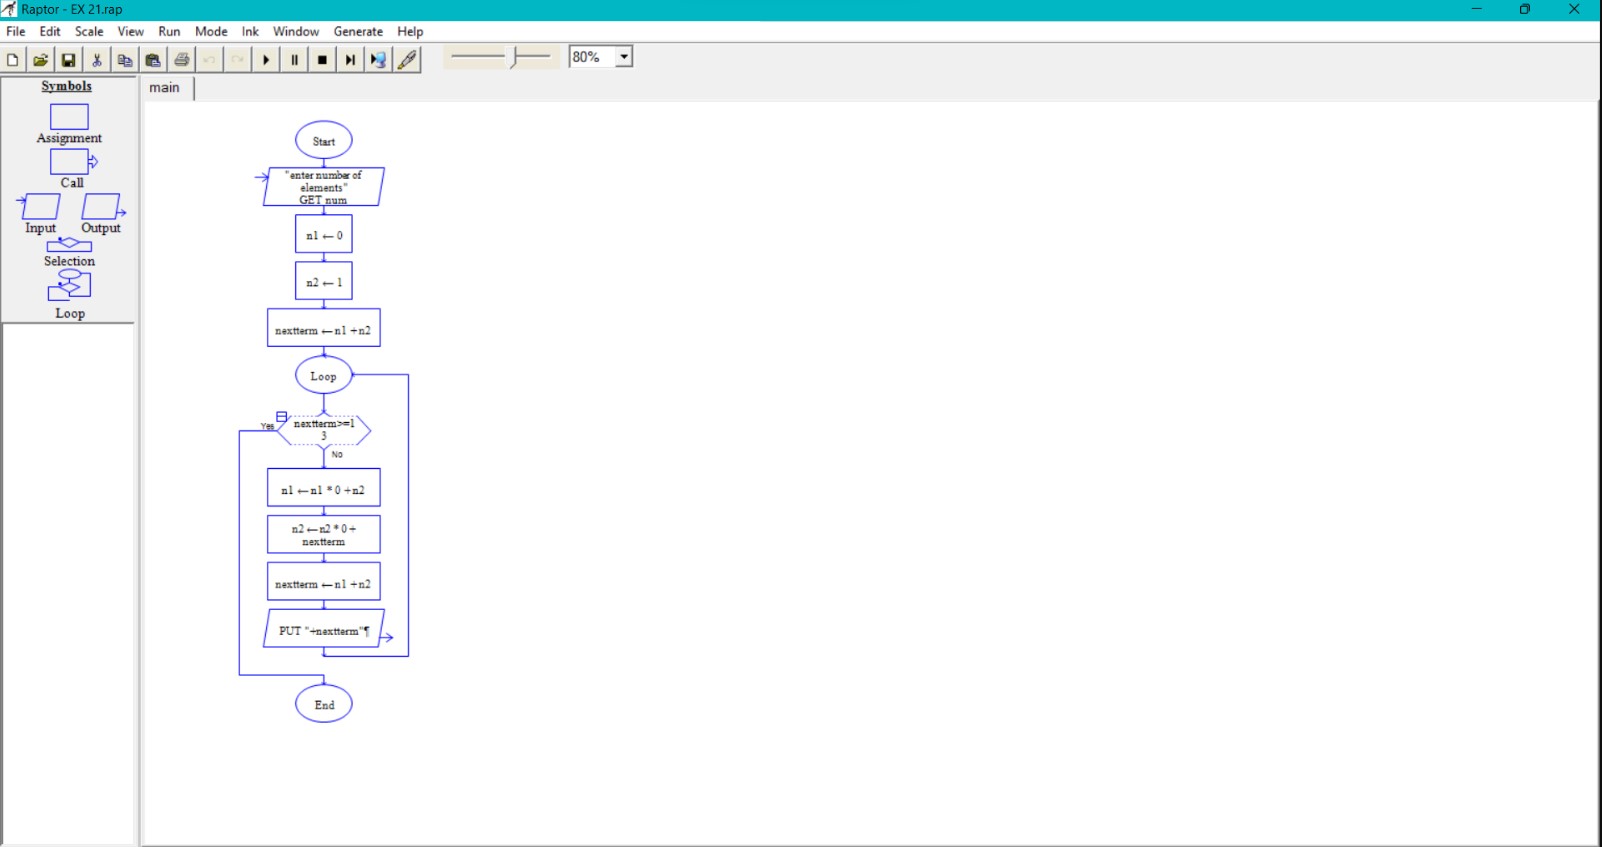 Raptor - EX 21.rap
File Edit Scale View Run Mode Ink Window Generate Help
80%
Symbols
Assignment
Call
Input Output
Selection
Loop
main
Start
"enter number of
elements"
GET num
n1 ← 0
n2 ← 1
nextterm ← n1 + n2
Loop
Yes
nextterm>=1
3
No
n1 ← n1 * 0 + n2
n2 ← n2 * 0 +
nextterm
nextterm ← n1 + n2
PUT "+nextterm"¶
End